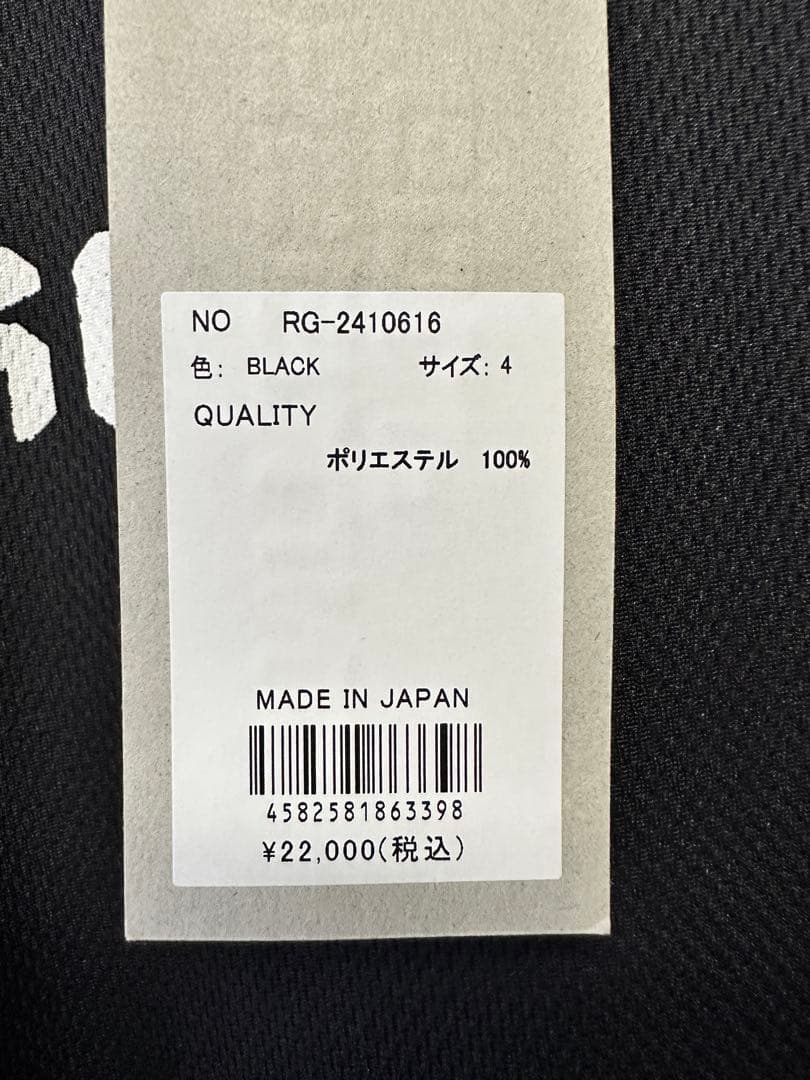 NO RG-2410616
色: BLACK サイズ: 4
QUALITY
ポリエステル 100%
MADE IN JAPAN
4582581863398
¥22,000(税込)